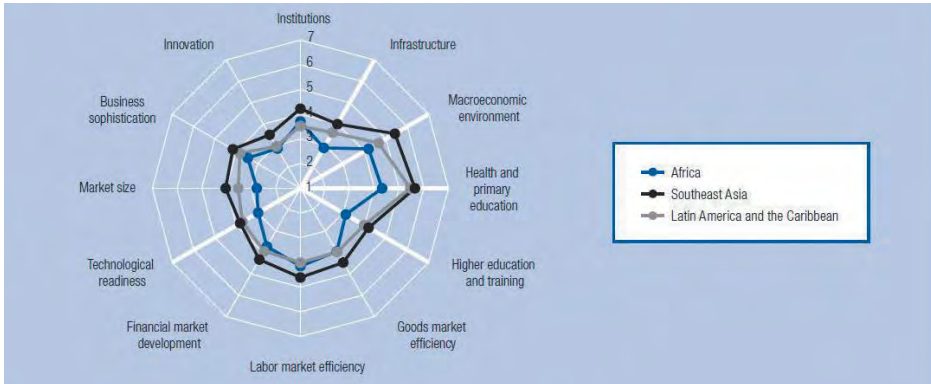 Institutions
7
6
5
4
3
2
1
Infrastructure
Macroeconomic
environment
Health and
primary
education
Higher education
and training
Goods market
efficiency
Labor market efficiency
Financial market
development
Technological
readiness
Market size
Business
sophistication
Innovation
Africa
Southeast Asia
Latin America and the Caribbean